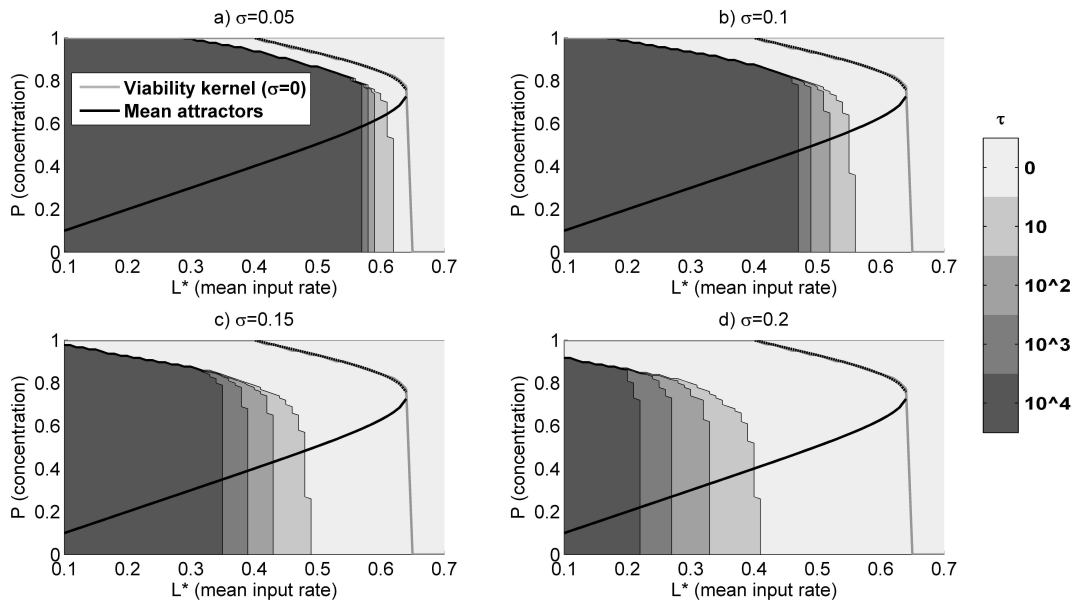 a) σ=0.05
P (concentration)
1
0.8
0.6
0.4
0.2
0
Viability kernel (σ=0)
Mean attractors
0.1 0.2 0.3 0.4 0.5 0.6 0.7
L* (mean input rate)
b) σ=0.1
P (concentration)
1
0.8
0.6
0.4
0.2
0
0.1 0.2 0.3 0.4 0.5 0.6 0.7
L* (mean input rate)
c) σ=0.15
P (concentration)
1
0.8
0.6
0.4
0.2
0
0.1 0.2 0.3 0.4 0.5 0.6 0.7
L* (mean input rate)
d) σ=0.2
P (concentration)
1
0.8
0.6
0.4
0.2
0
0.1 0.2 0.3 0.4 0.5 0.6 0.7
L* (mean input rate)
τ
0
10
10^2
10^3
10^4